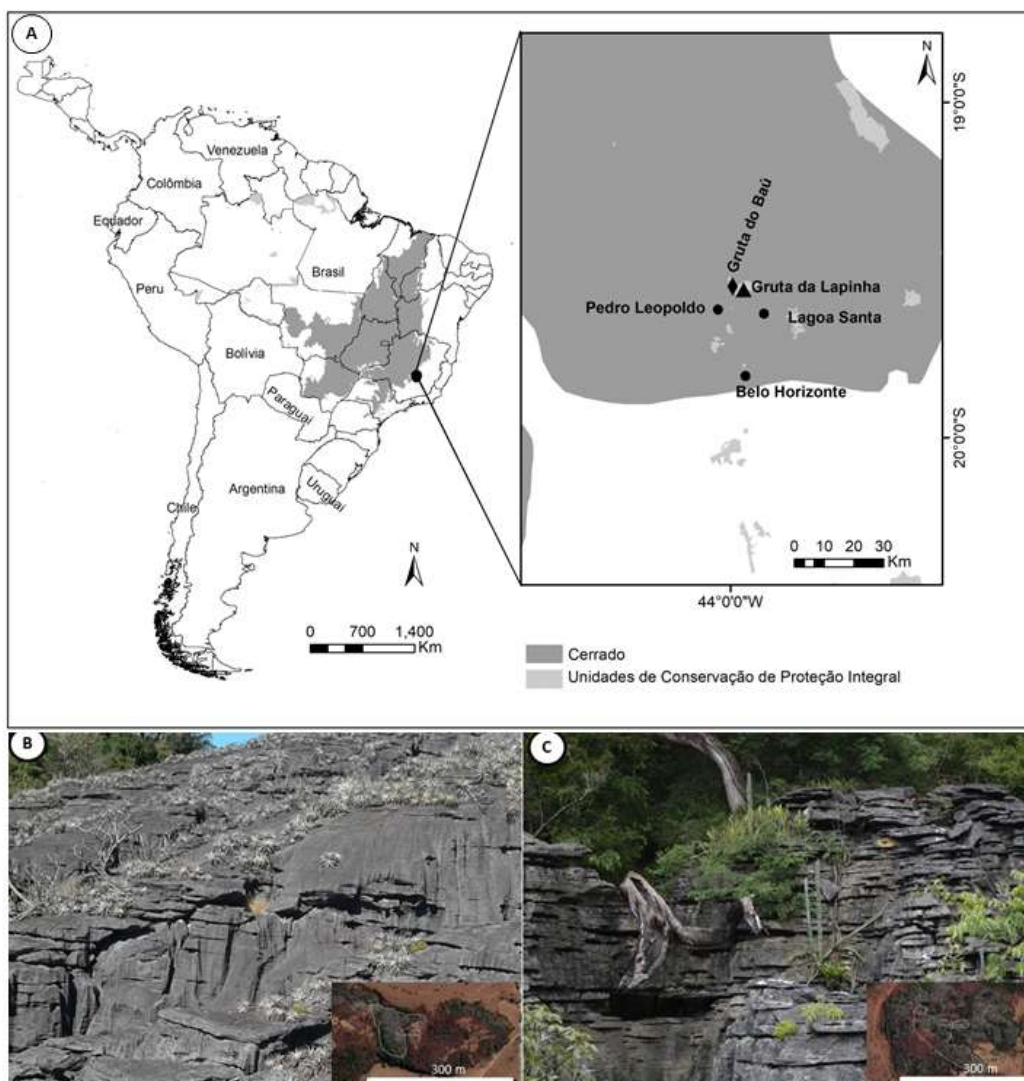 A
Venezuela
Colômbia
Equador
Peru
Brasil
Bolívia
Paraguai
Chile
Argentina
Uruguai
N
0 700 1,400
Km
N
19°0'0"S
Gruta do Baú
Gruta da Lapinha
Pedro Leopoldo
Lagoa Santa
Belo Horizonte
20°0'0"S
0 10 20 30
Km
44°0'0"W
Cerrado
Unidades de Conservação de Proteção Integral
B
300 m
C
300 m